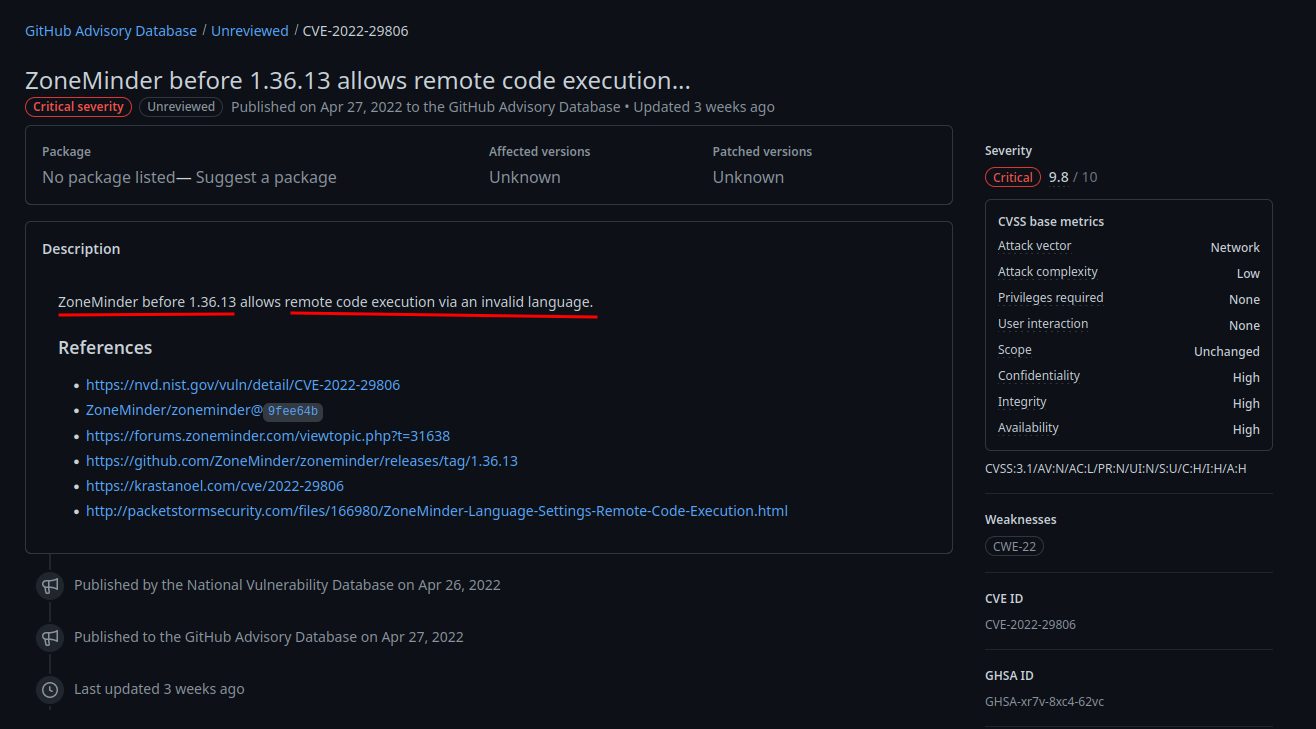 GitHub Advisory Database / Unreviewed / CVE-2022-29806
ZoneMinder before 1.36.13 allows remote code execution...
Critical severity Unreviewed Published on Apr 27, 2022 to the GitHub Advisory Database • Updated 3 weeks ago
Package
No package listed— Suggest a package
Affected versions
Unknown
Patched versions
Unknown
Description
ZoneMinder before 1.36.13 allows remote code execution via an invalid language.
References
• https://nvd.nist.gov/vuln/detail/CVE-2022-29806
• ZoneMinder/zoneminder@9fee64b
• https://forums.zoneminder.com/viewtopic.php?t=31638
• https://github.com/ZoneMinder/zoneminder/releases/tag/1.36.13
• https://krastanoel.com/cve/2022-29806
• http://packetstormsecurity.com/files/166980/ZoneMinder-Language-Settings-Remote-Code-Execution.html
Published by the National Vulnerability Database on Apr 26, 2022
Published to the GitHub Advisory Database on Apr 27, 2022
Last updated 3 weeks ago
Severity
Critical 9.8 / 10
CVSS base metrics
Attack vector Network
Attack complexity Low
Privileges required None
User interaction None
Scope Unchanged
Confidentiality High
Integrity High
Availability High
CVSS:3.1/AV:N/AC:L/PR:N/UI:N/S:U/C:H/I:H/A:H
Weaknesses
CWE-22
CVE ID
CVE-2022-29806
GHSA ID
GHSA-xr7v-8xc4-62vc